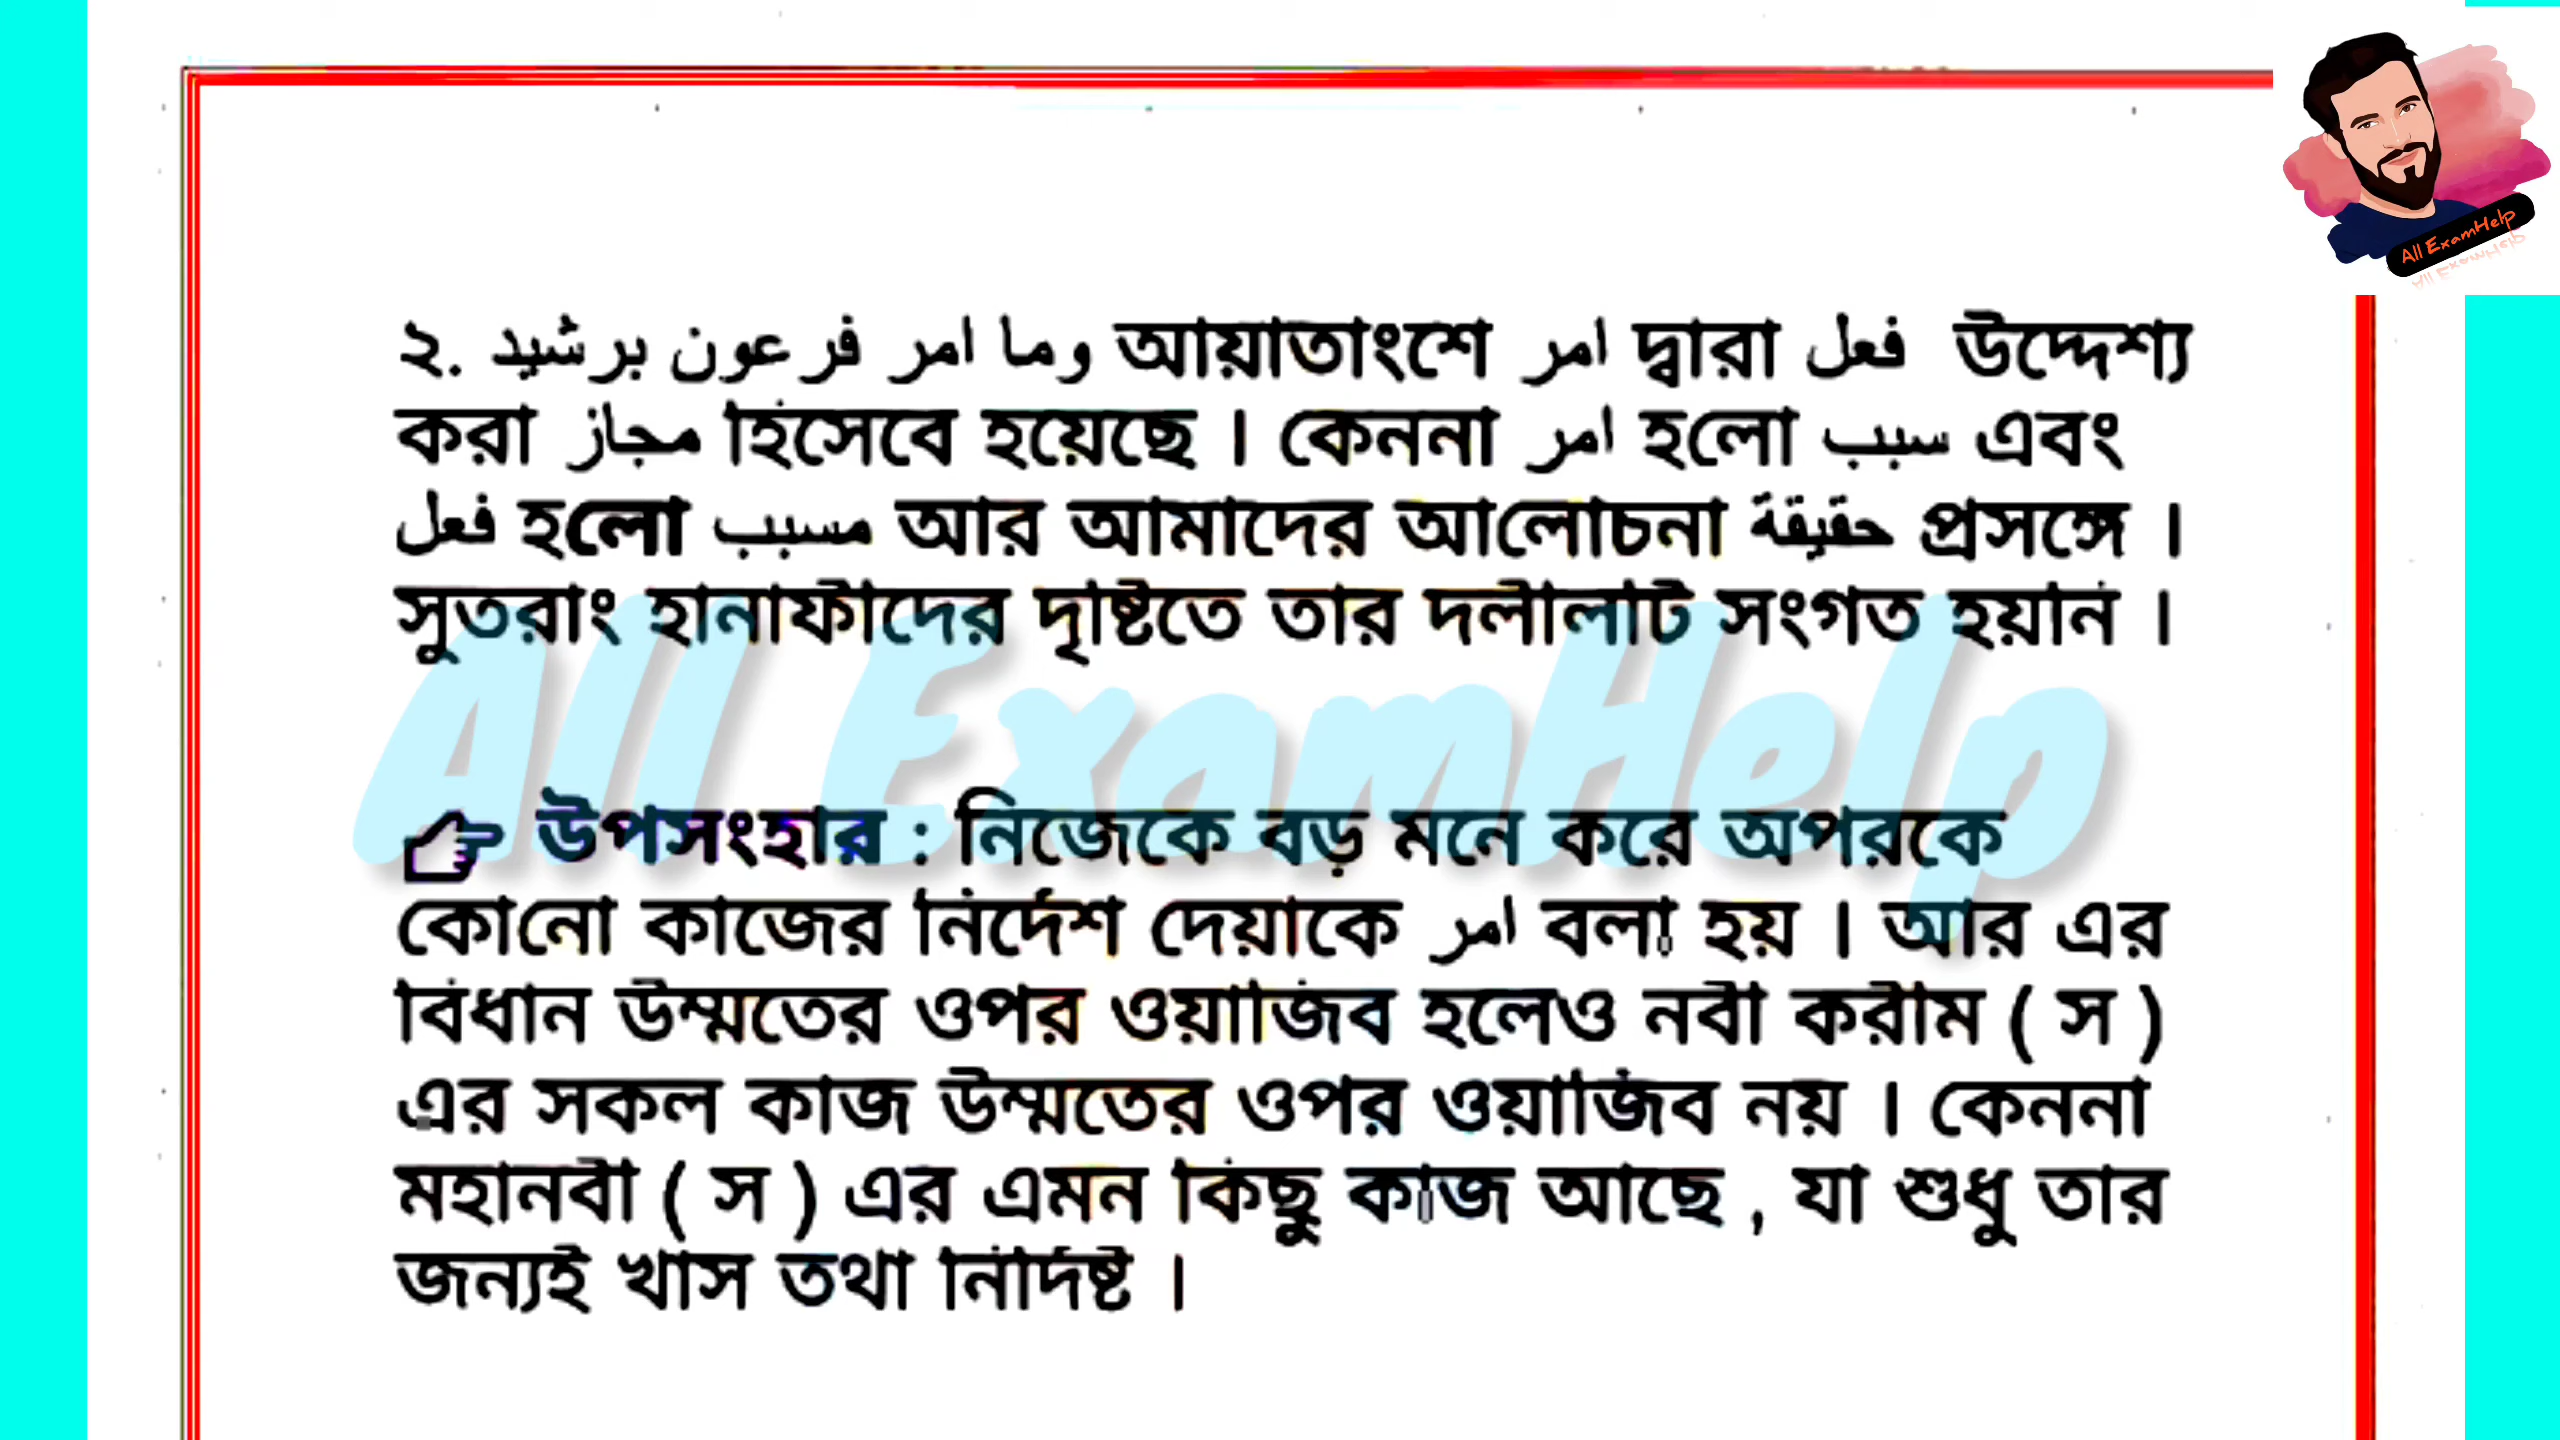 ২. وما امر فرعون برشيد আয়াতাংশে امر দ্বারা فعل উদ্দেশ্য
করা مجاز হিসেবে হয়েছে । কেননা امر হলো سبب এবং
فعل হলো مسبب আর আমাদের আলোচনা حقيقة প্রসঙ্গে ।
সুতরাং হানাফীদের দৃষ্টিতে তার দলীলটি সংগত হয়নি ।
👉 উপসংহার : নিজেকে বড় মনে করে অপরকে
কোনো কাজের নির্দেশ দেয়াকে امر বলা হয় । আর এর
বিধান উম্মতের ওপর ওয়াজিব হলেও নবী করীম ( স )
এর সকল কাজ উম্মতের ওপর ওয়াজিব নয় । কেননা
মহানবী ( স ) এর এমন কিছু কাজ আছে , যা শুধু তার
জন্যই খাস তথা নির্দিষ্ট ।
All ExamHelp
All ExamHelp